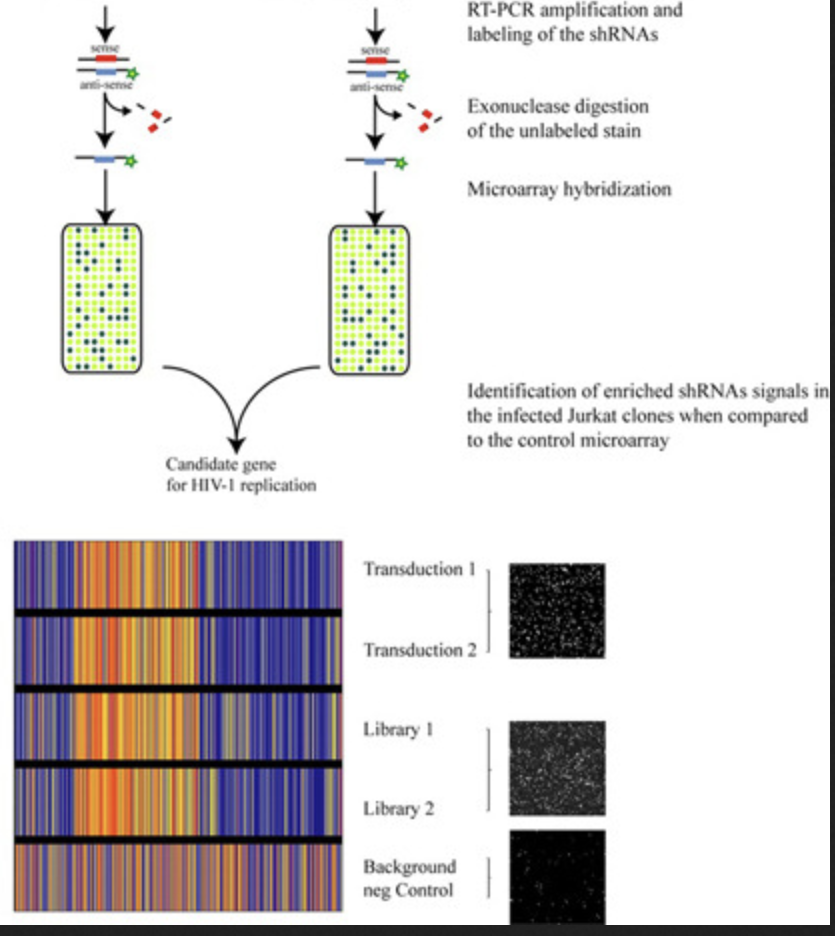 RT-PCR amplification and
labeling of the shRNAs
sense
anti-sense
sense
anti-sense
Exonuclease digestion
of the unlabeled stain
Microarray hybridization
Identification of enriched shRNAs signals in
the infected Jurkat clones when compared
to the control microarray
Candidate gene
for HIV-1 replication
Transduction 1
Transduction 2
Library 1
Library 2
Background
neg Control